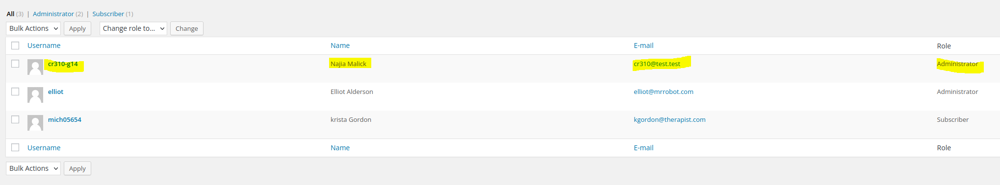 All (3) | Administrator (2) | Subscriber (1)
Bulk Actions Apply Change role to... Change
Username Name E-mail Role
cr310-g14 Najia Malick cr310@test.test Administrator
elliot Elliot Alderson elliot@mrrobot.com Administrator
mich05654 krista Gordon kgordon@therapist.com Subscriber
Username Name E-mail Role
Bulk Actions Apply